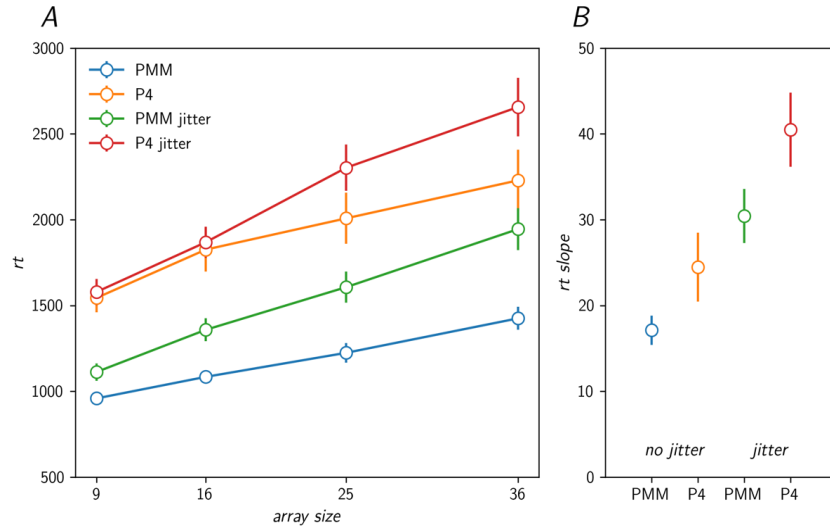 A
3000
2500
2000
1500
1000
500
rt
PMM
P4
PMM jitter
P4 jitter
9
16
25
36
array size
B
50
40
30
20
10
0
rt slope
no jitter
jitter
PMM
P4
PMM
P4